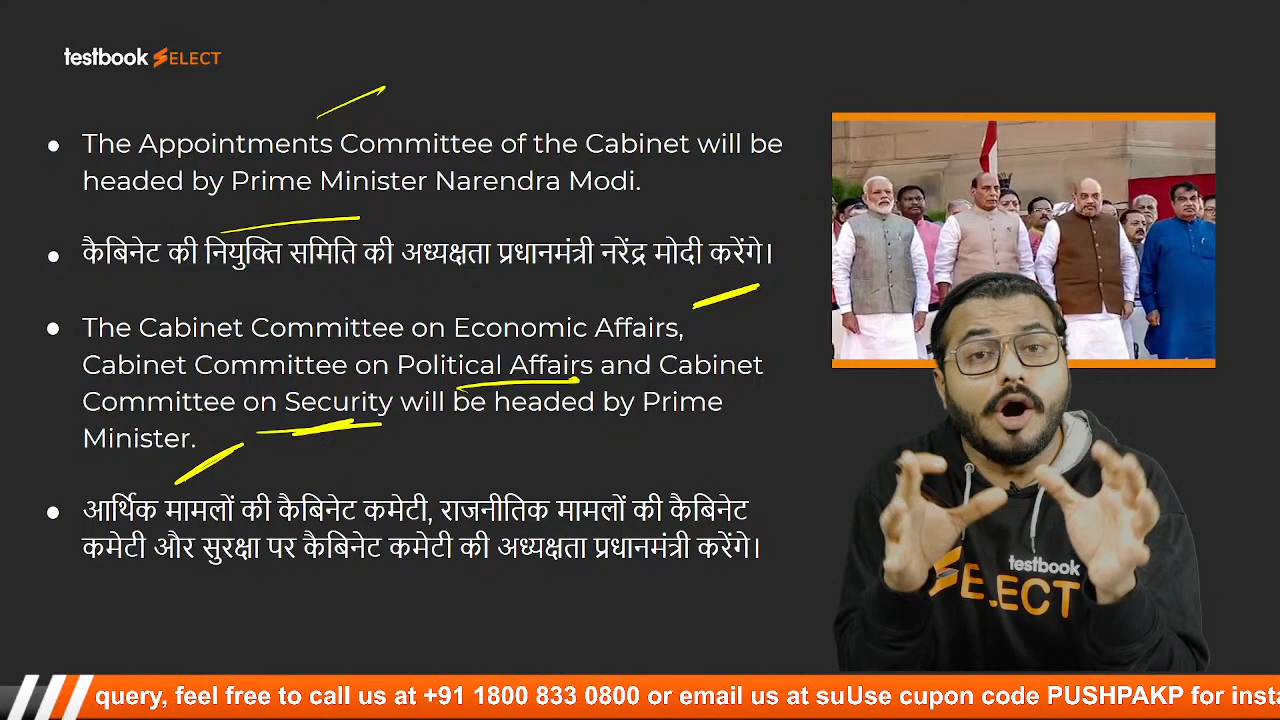 testbook SELECT
The Appointments Committee of the Cabinet will be
headed by Prime Minister Narendra Modi.
कैबिनेट की नियुक्ति समिति की अध्यक्षता प्रधानमंत्री नरेंद्र मोदी करेंगे।
The Cabinet Committee on Economic Affairs,
Cabinet Committee on Political Affairs and Cabinet
Committee on Security will be headed by Prime
Minister.
आर्थिक मामलों की कैबिनेट कमेटी, राजनीतिक मामलों की कैबिनेट
कमेटी और सुरक्षा पर कैबिनेट कमेटी की अध्यक्षता प्रधानमंत्री करेंगे।
testbook
SELECT
query, feel free to call us at +91 1800 833 0800 or email us at suUse cupon code PUSHPAKP for insta